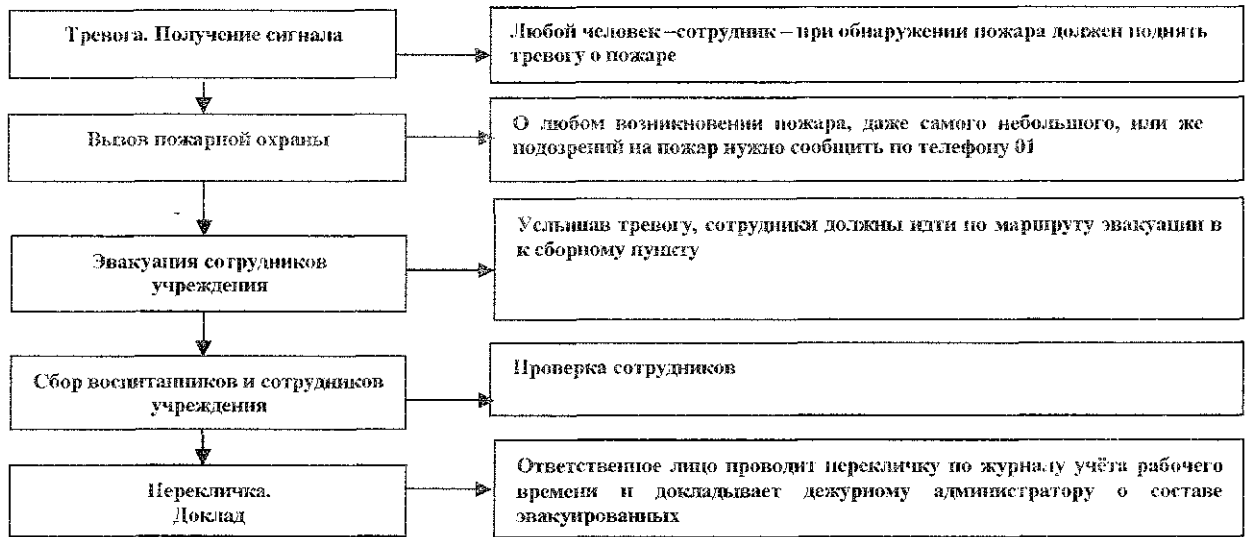 Тревога. Получение сигнала
Любой человек –сотрудник – при обнаружении пожара должен поднять
тревогу о пожаре
Вызов пожарной охраны
О любом возникновении пожара, даже самого небольшого, или же
подозрений на пожар нужно сообщить по телефону 01
Эвакуация сотрудников
учреждения
Услышав тревогу, сотрудники должны идти по маршруту эвакуации в
к сборному пункту
Сбор воспитанников и сотрудников
учреждения
Проверка сотрудников
Перекличка.
Доклад
Ответственное лицо проводит перекличку по журналу учёта рабочего
времени и докладывает дежурному администратору о составе
эвакуированных